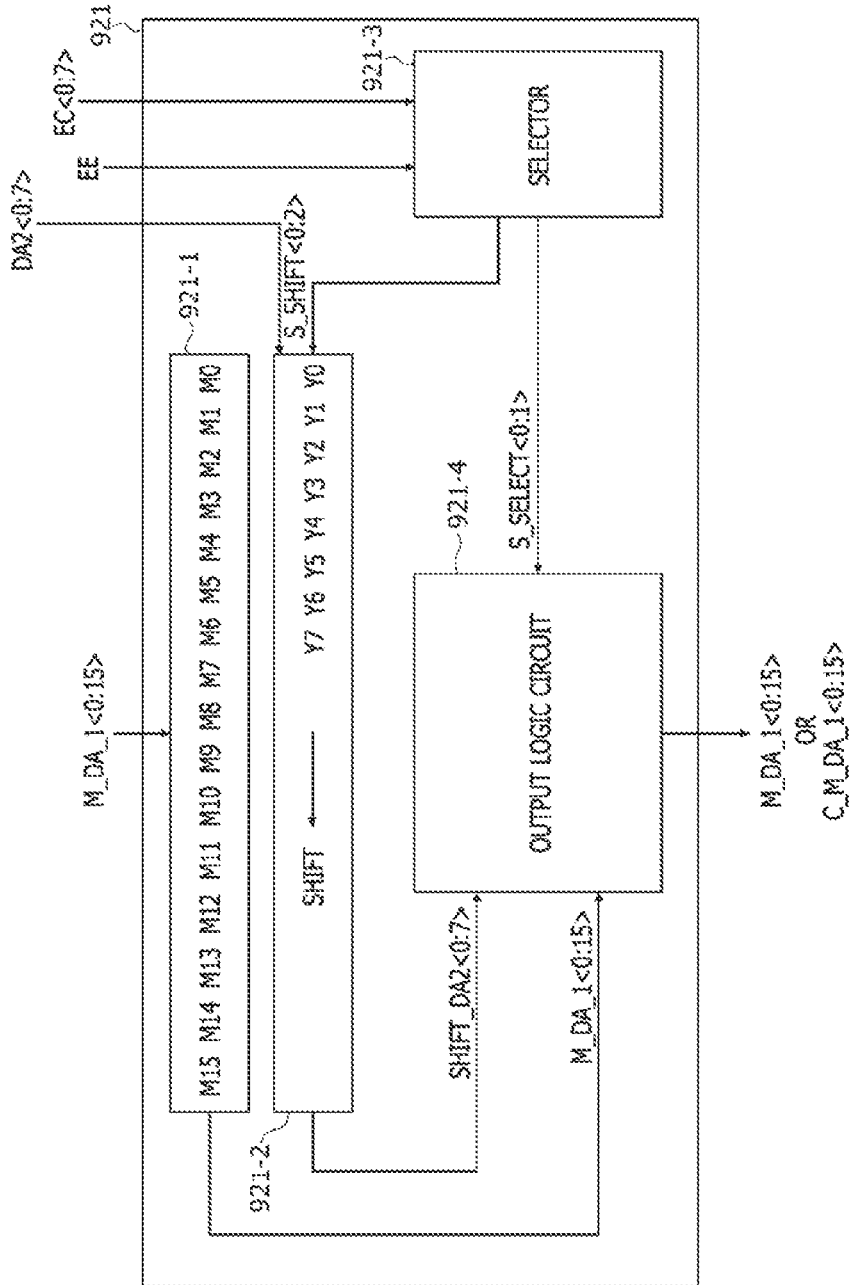 921
M_DA_1<0:15>
DA2<0:7>
EE
EC<0:7>
921-1
M15 M14 M13 M12 M11 M10 M9 M8 M7 M6 M5 M4 M3 M2 M1 M0
921-2
SHIFT
Y7 Y6 Y5 Y4 Y3 Y2 Y1 Y0
S_SHIFT<0:2>
921-3
SELECTOR
SHIFT_DA2<0:7>
M_DA_1<0:15>
921-4
OUTPUT LOGIC CIRCUIT
S_SELECT<0:1>
M_DA_1<0:15>
OR
C_M_DA_1<0:15>